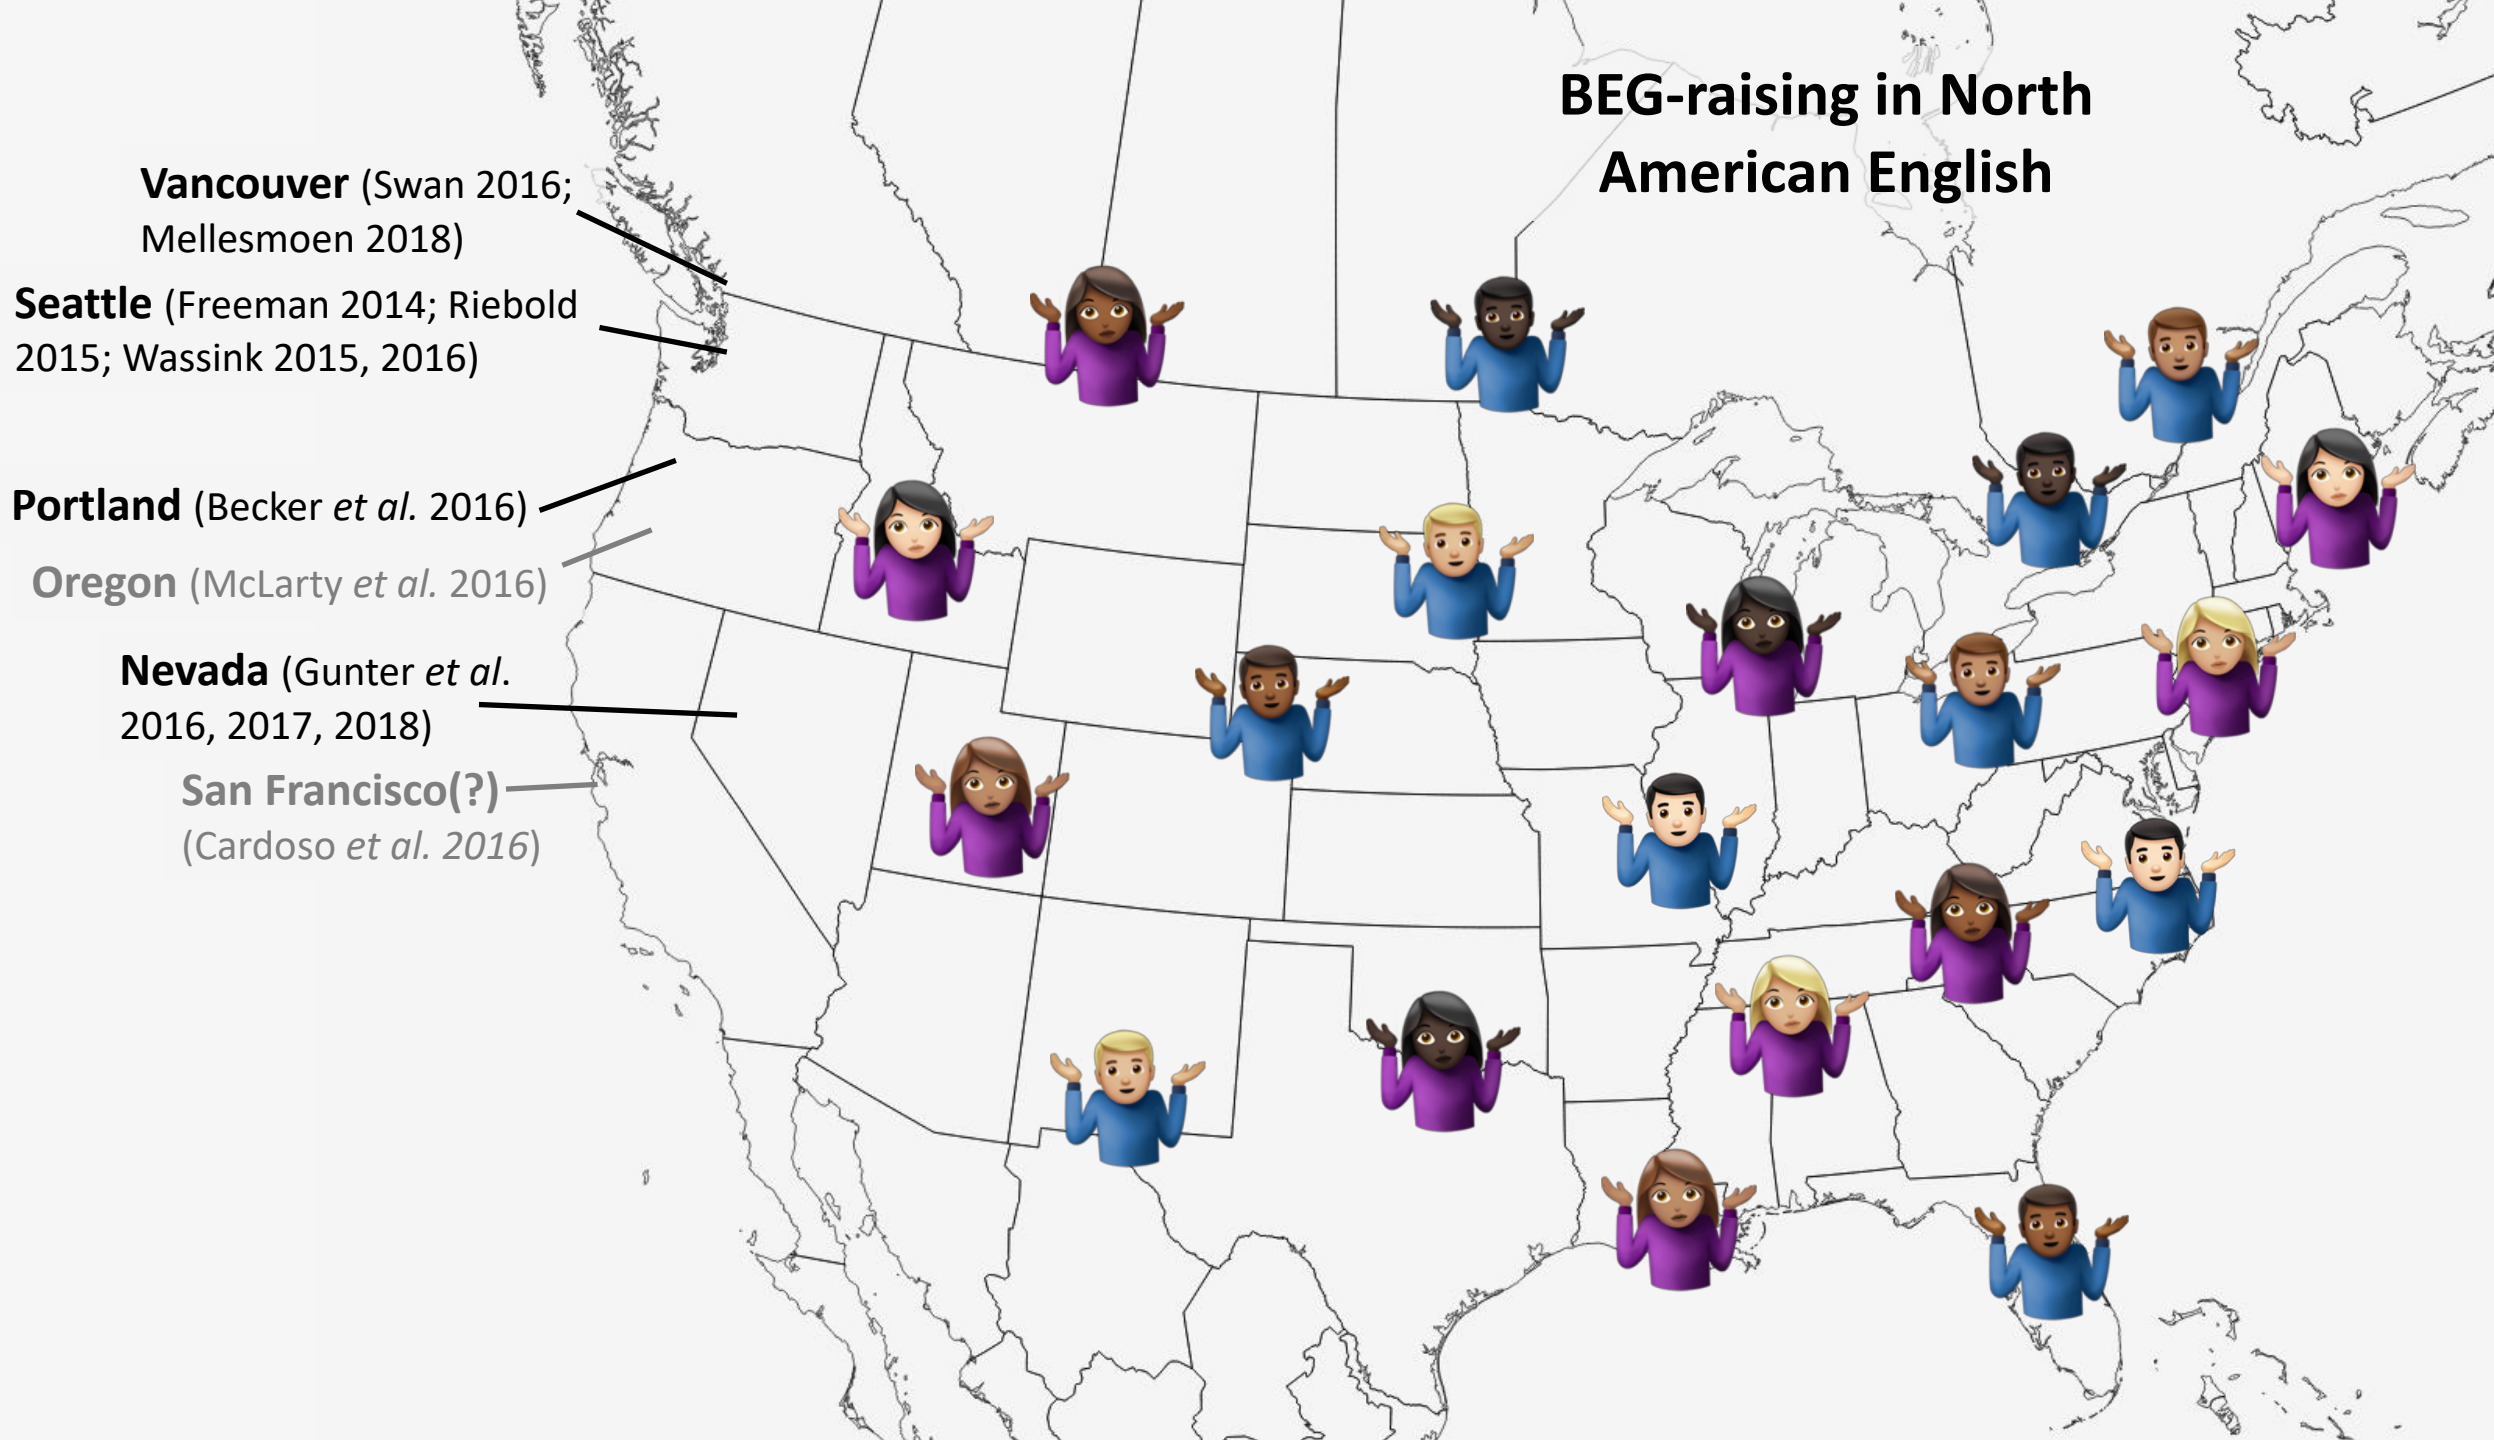 BEG-raising in North
American English
Vancouver (Swan 2016;
Mellesmoen 2018)
Seattle (Freeman 2014; Riebold
2015; Wassink 2015, 2016)
Portland (Becker et al. 2016)
Oregon (McLarty et al. 2016)
Nevada (Gunter et al.
2016, 2017, 2018)
San Francisco(?)
(Cardoso et al. 2016)